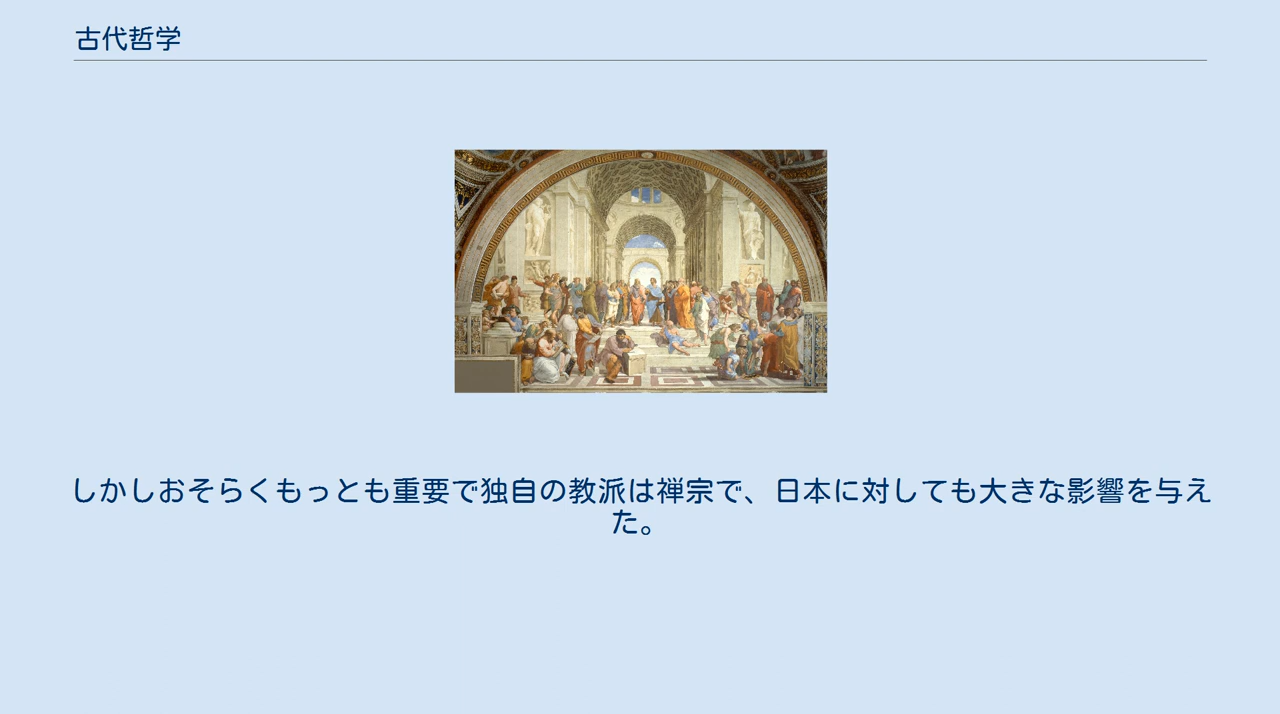 古代哲学
しかしおそらくもっとも重要で独自の教派は禅宗で、日本に対しても大きな影響を与え
た。